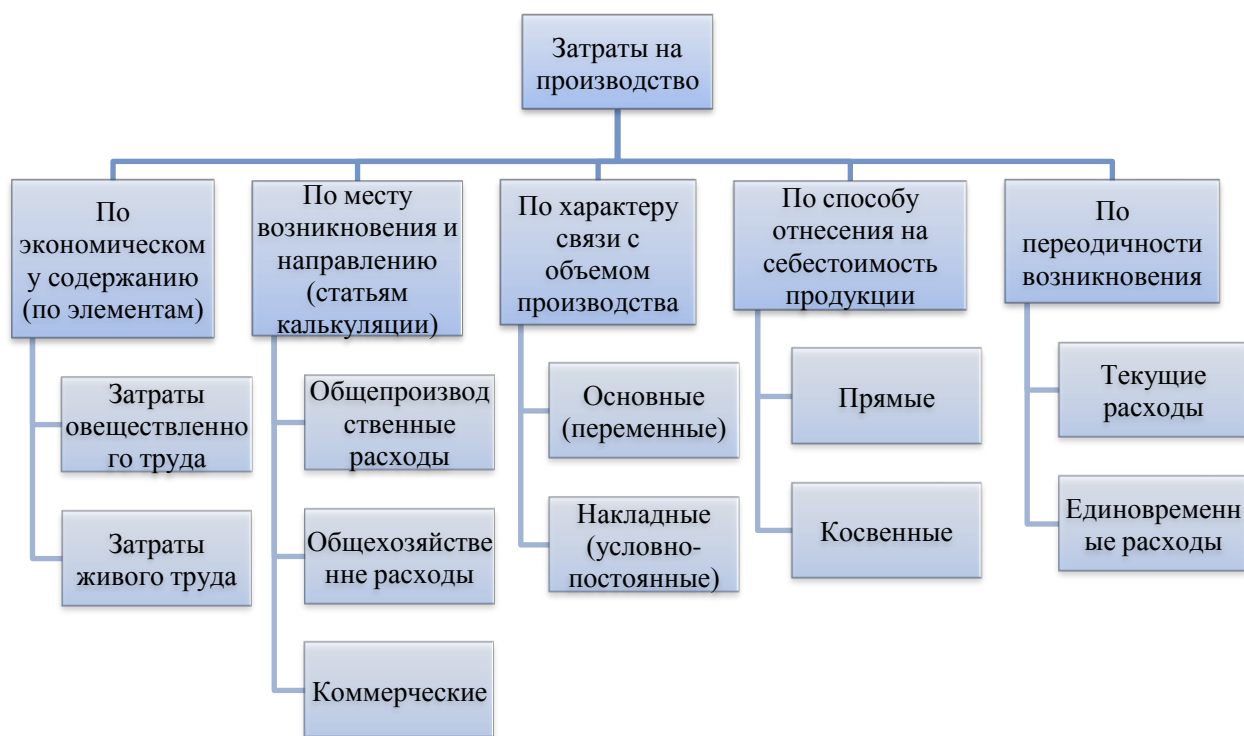 Затраты на
производство
По
экономическом
у содержанию
(по элементам)
Затраты
овеществленно
го труда
Затраты
живого труда
По месту
возникновения и
направлению
(статьям
калькуляции)
Общепроизвод
ственные
расходы
Общехозяйстве
нне расходы
Коммерческие
По характеру
связи с
объемом
производства
Основные
(переменные)
Накладные
(условно-
постоянные)
По способу
отнесения на
себестоимость
продукции
Прямые
Косвенные
По
переодичности
возникновения
Текущие
расходы
Единовременн
ые расходы